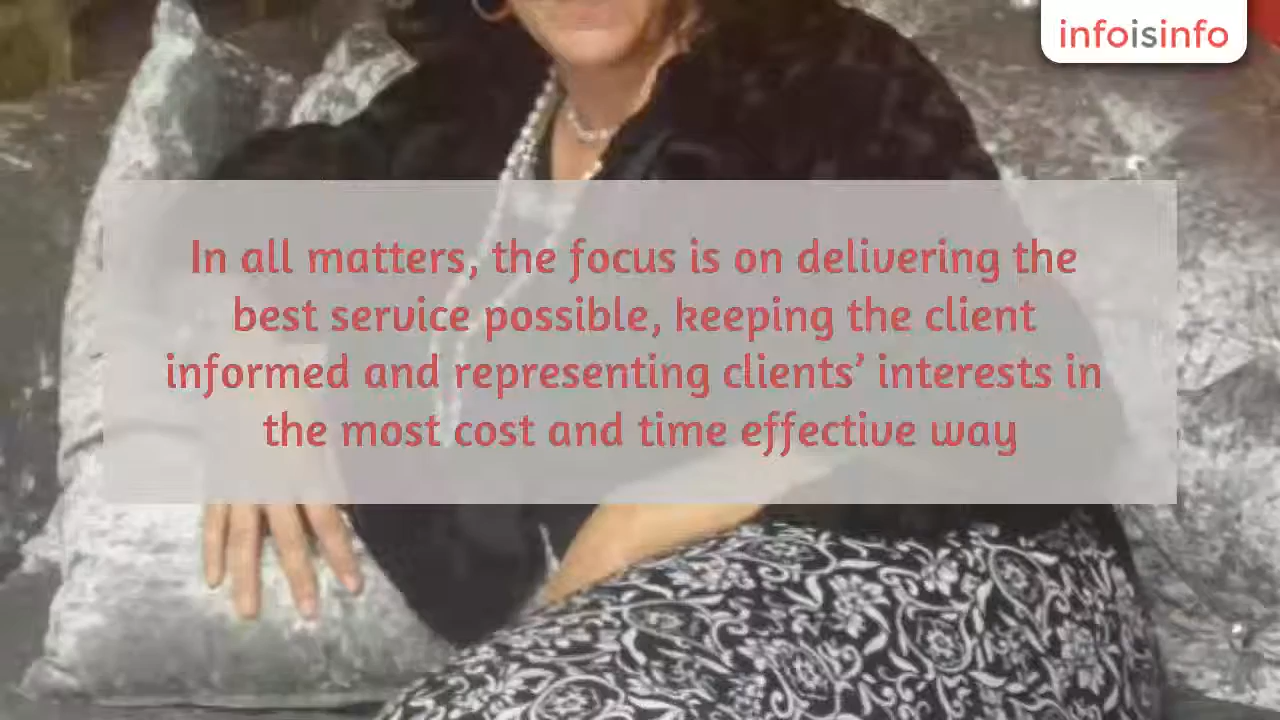 infoisinfo
In all matters, the focus is on delivering the
best service possible, keeping the client
informed and representing clients’ interests in
the most cost and time effective way